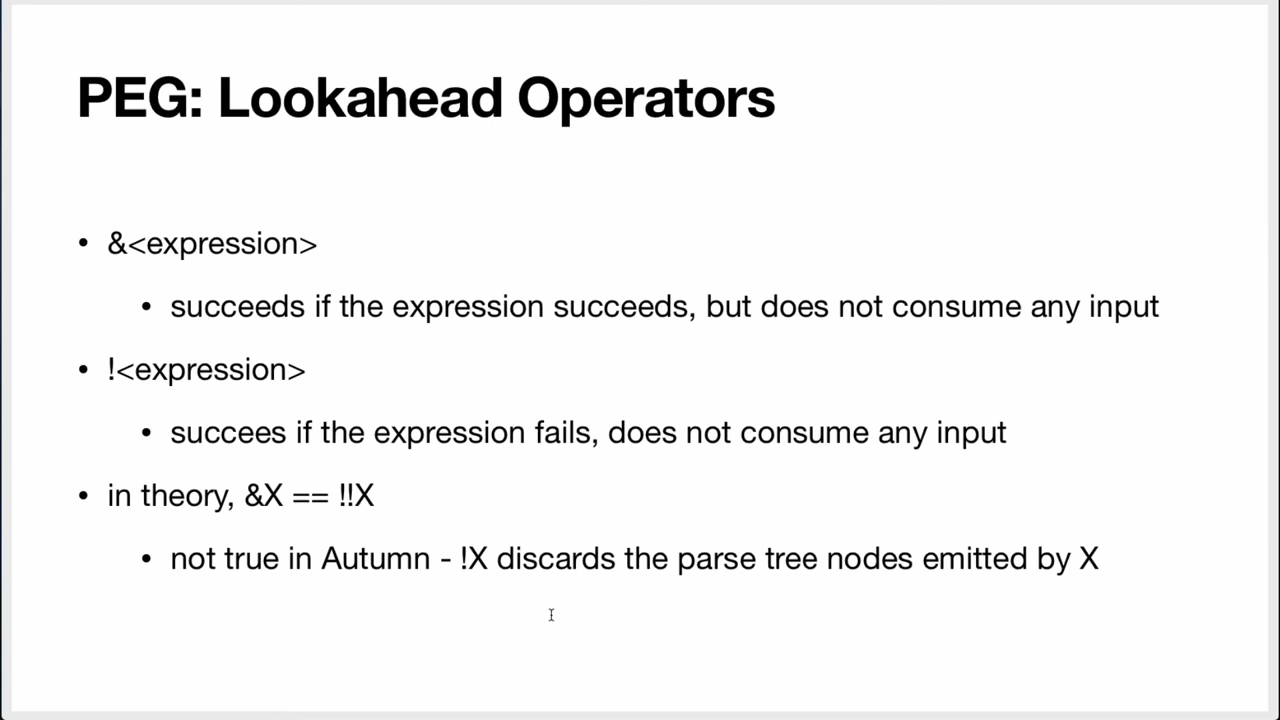 PEG: Lookahead Operators
• &<expression>
• succeeds if the expression succeeds, but does not consume any input
• !<expression>
• succees if the expression fails, does not consume any input
• in theory, &X == !!X
• not true in Autumn - !X discards the parse tree nodes emitted by X